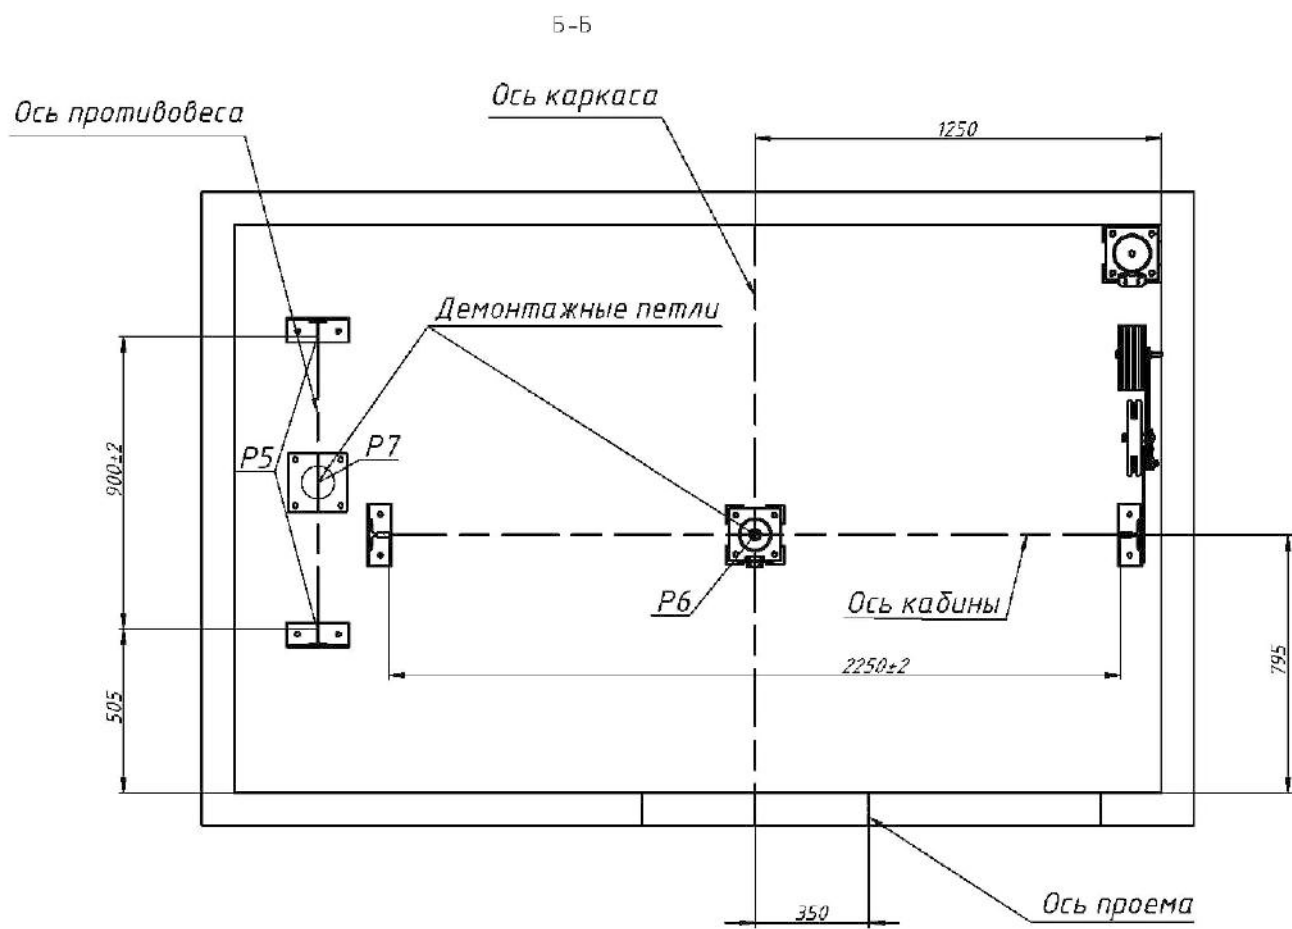 Б-Б
Ось каркаса
Ось противовеса
1250
Демонтажные петли
900±2
P5
P7
P6
Ось кабины
2250±2
795
505
350
Ось проема